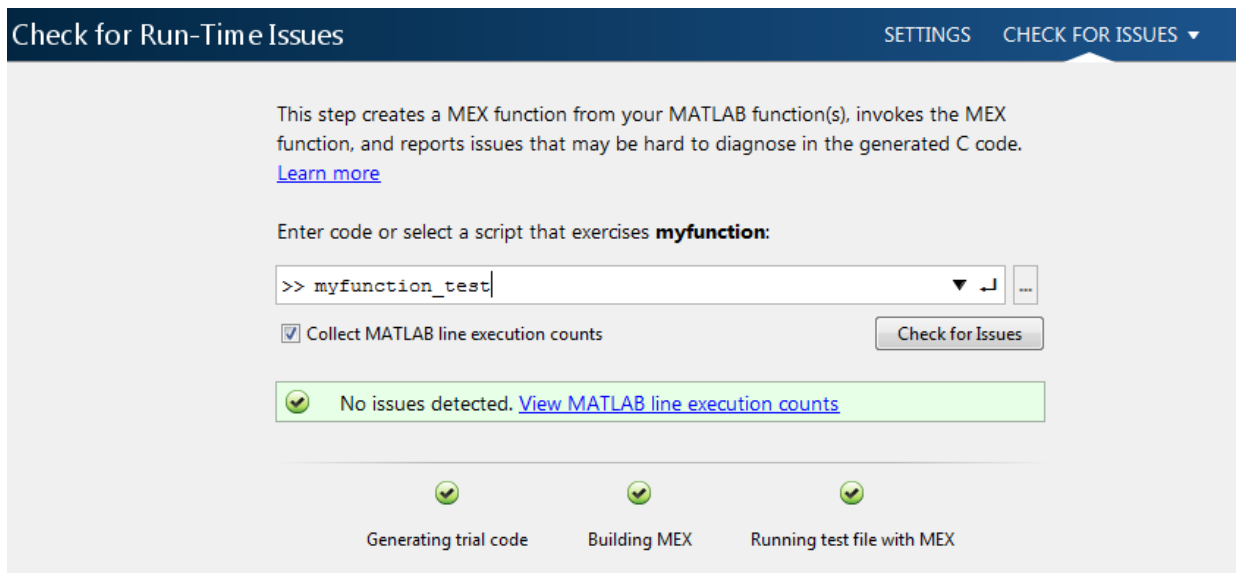 Check for Run-Time Issues
SETTINGS CHECK FOR ISSUES ▼
This step creates a MEX function from your MATLAB function(s), invokes the MEX
function, and reports issues that may be hard to diagnose in the generated C code.
Learn more
Enter code or select a script that exercises myfunction:
>> myfunction_test
...
Collect MATLAB line execution counts
Check for Issues
No issues detected. View MATLAB line execution counts
Generating trial code
Building MEX
Running test file with MEX